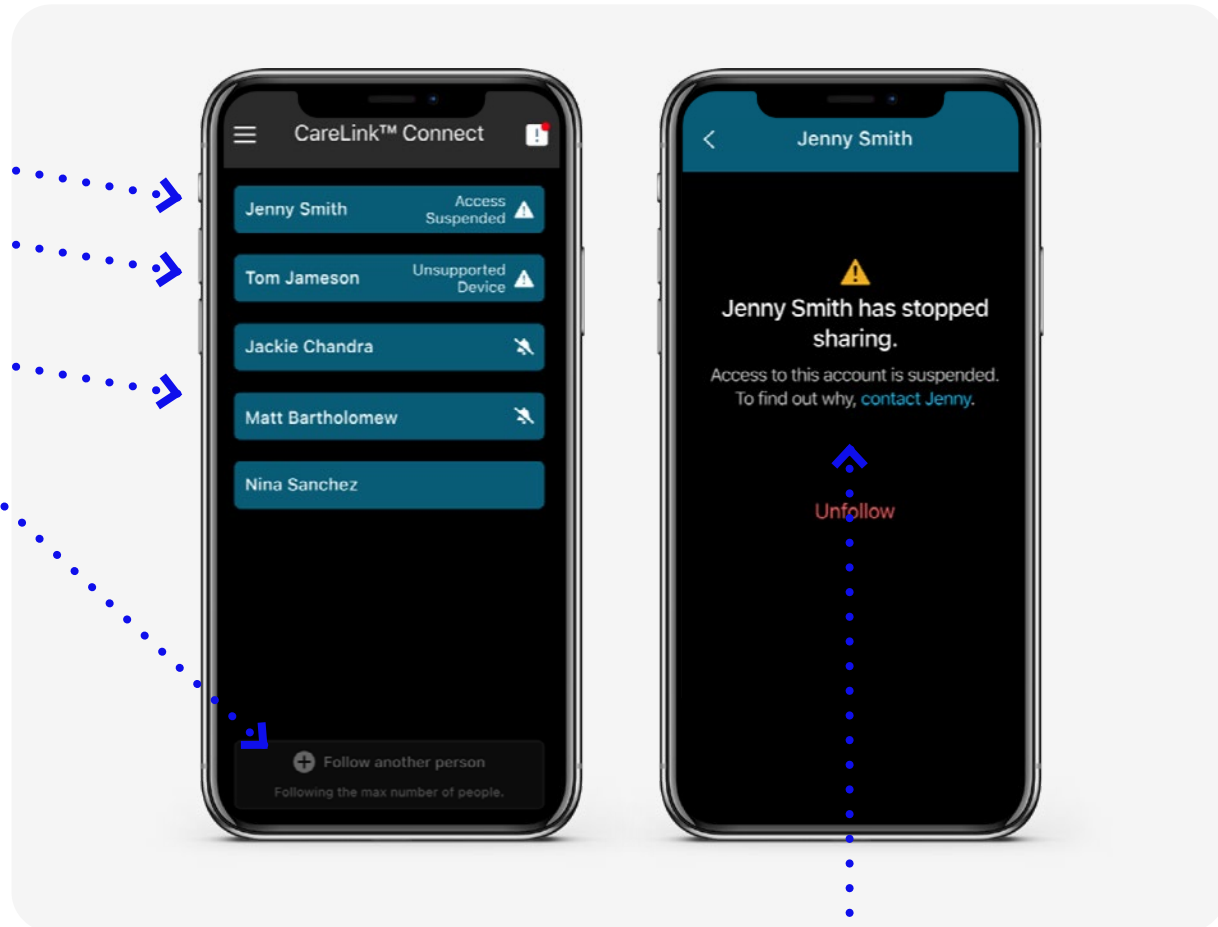 CareLink™ Connect
Jenny Smith
Access
Suspended
Tom Jameson
Unsupported
Device
Jackie Chandra
Matt Bartholomew
Nina Sanchez
Follow another person
Following the max number of people.
Jenny Smith
Jenny Smith has stopped
sharing.
Access to this account is suspended.
To find out why, contact Jenny.
Unfollow